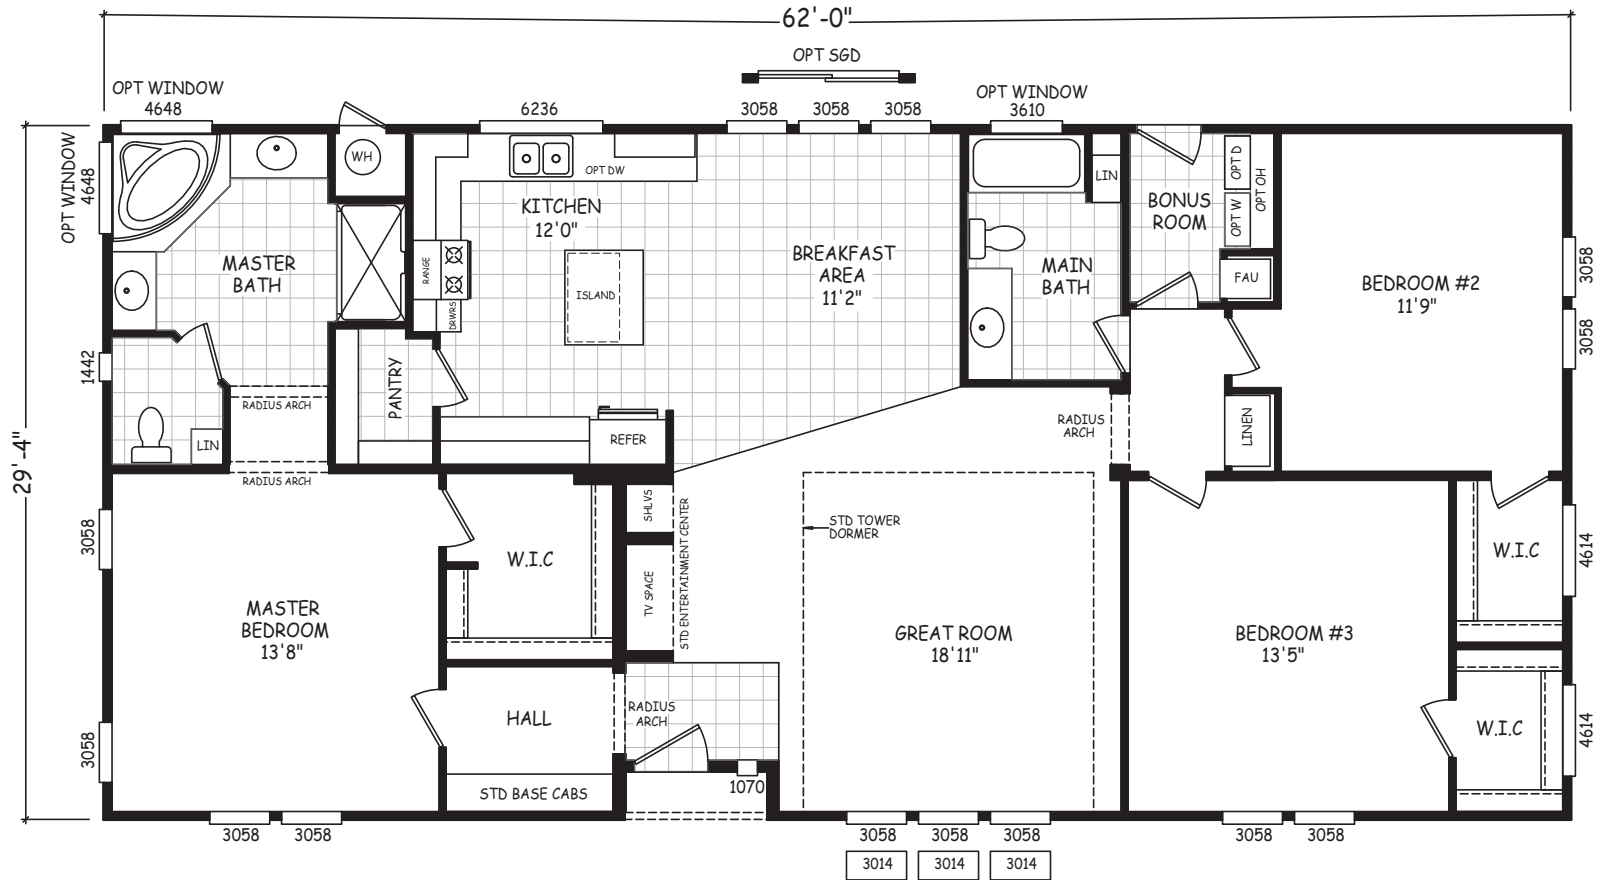 62'-0"
OPT SGD
OPT WINDOW
4648
6236
3058
3058
3058
OPT WINDOW
3610
OPT WINDOW
4648
WH
OPT DW
LIN
OPT D
OPT W
OPT OH
KITCHEN
12'0"
BONUS
ROOM
MASTER
BATH
RANGE
DRWRS
ISLAND
BREAKFAST
AREA
11'2"
MAIN
BATH
FAU
BEDROOM #2
11'9"
3058
3058
1442
PANTRY
RADIUS ARCH
RADIUS
ARCH
LINEN
LIN
REFER
RADIUS ARCH
29'-4"
3058
SHLVS
STD ENTERTAINMENT CENTER
STD TOWER
DORMER
W.I.C
W.I.C
4614
TV SPACE
MASTER
BEDROOM
13'8"
GREAT ROOM
18'11"
BEDROOM #3
13'5"
HALL
RADIUS
ARCH
W.I.C
4614
3058
STD BASE CABS
1070
3058
3058
3058
3058
3058
3058
3058
3014
3014
3014